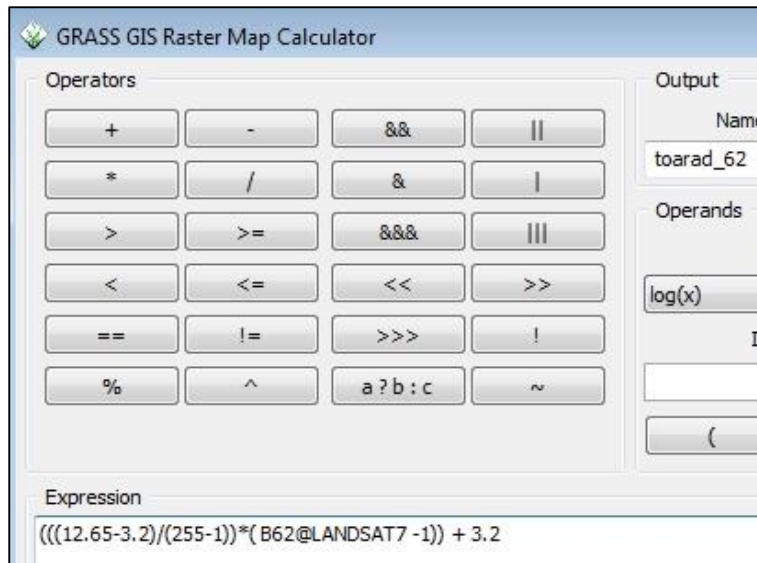 GRASS GIS Raster Map Calculator
Operators
Output
+ - && ||
Name
* / & |
toarad_62
> >= &&& |||
Operands
< <= << >>
log(x)
== != >>> !
% ^ a ? b : c ~
(
Expression
(((12.65-3.2)/(255-1))*( B62@LANDSAT7 -1)) + 3.2